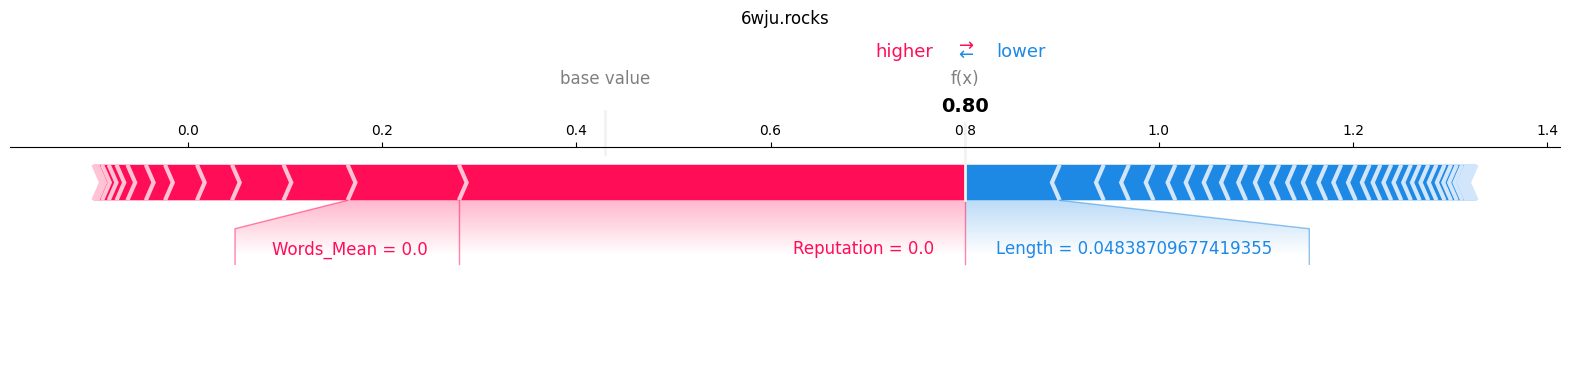 6wju.rocks
higher ⇄ lower
base value f(x)
0.80
0.0 0.2 0.4 0.6 0.8 1.0 1.2 1.4
Words_Mean = 0.0 Reputation = 0.0 Length = 0.04838709677419355